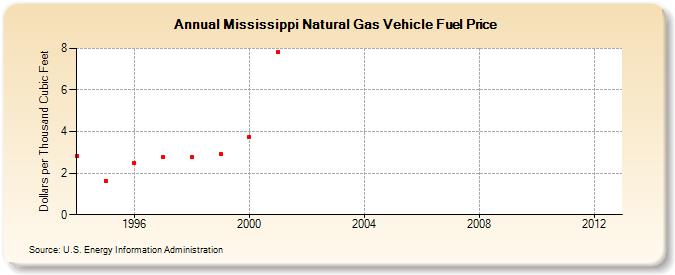 Annual Mississippi Natural Gas Vehicle Fuel Price
Dollars per Thousand Cubic Feet
8
6
4
2
0
1996 2000 2004 2008 2012
Source: U.S. Energy Information Administration